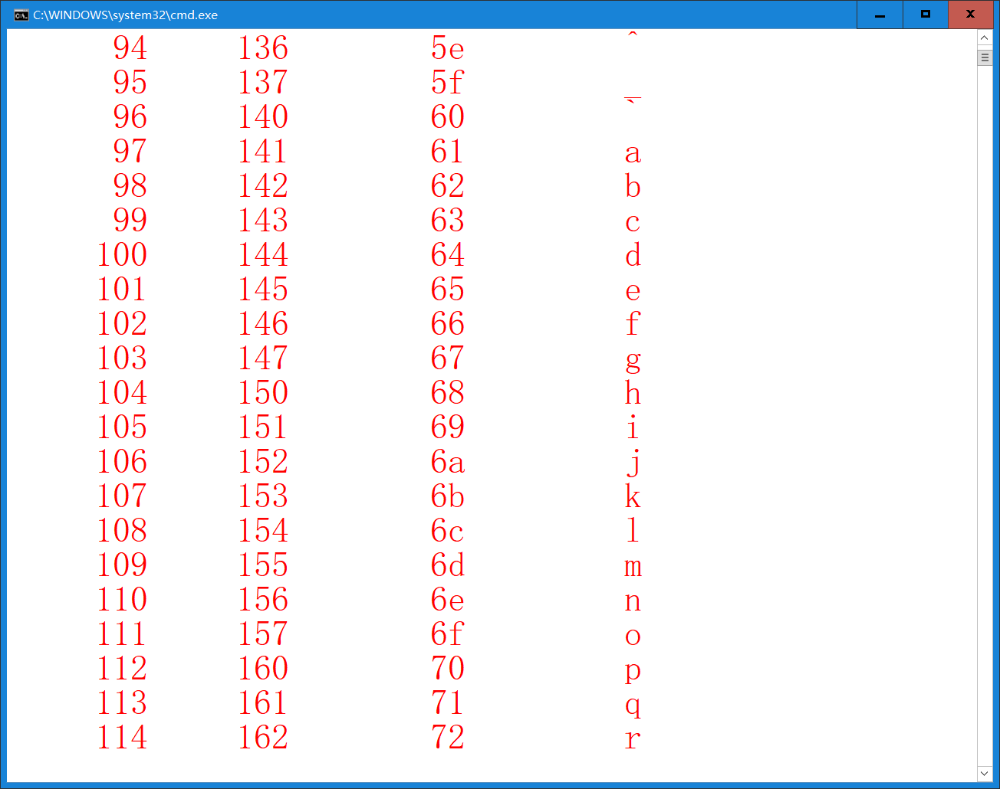 C:\WINDOWS\system32\cmd.exe
94 136 5e ^
95 137 5f _
96 140 60 `
97 141 61 a
98 142 62 b
99 143 63 c
100 144 64 d
101 145 65 e
102 146 66 f
103 147 67 g
104 150 68 h
105 151 69 i
106 152 6a j
107 153 6b k
108 154 6c l
109 155 6d m
110 156 6e n
111 157 6f o
112 160 70 p
113 161 71 q
114 162 72 r